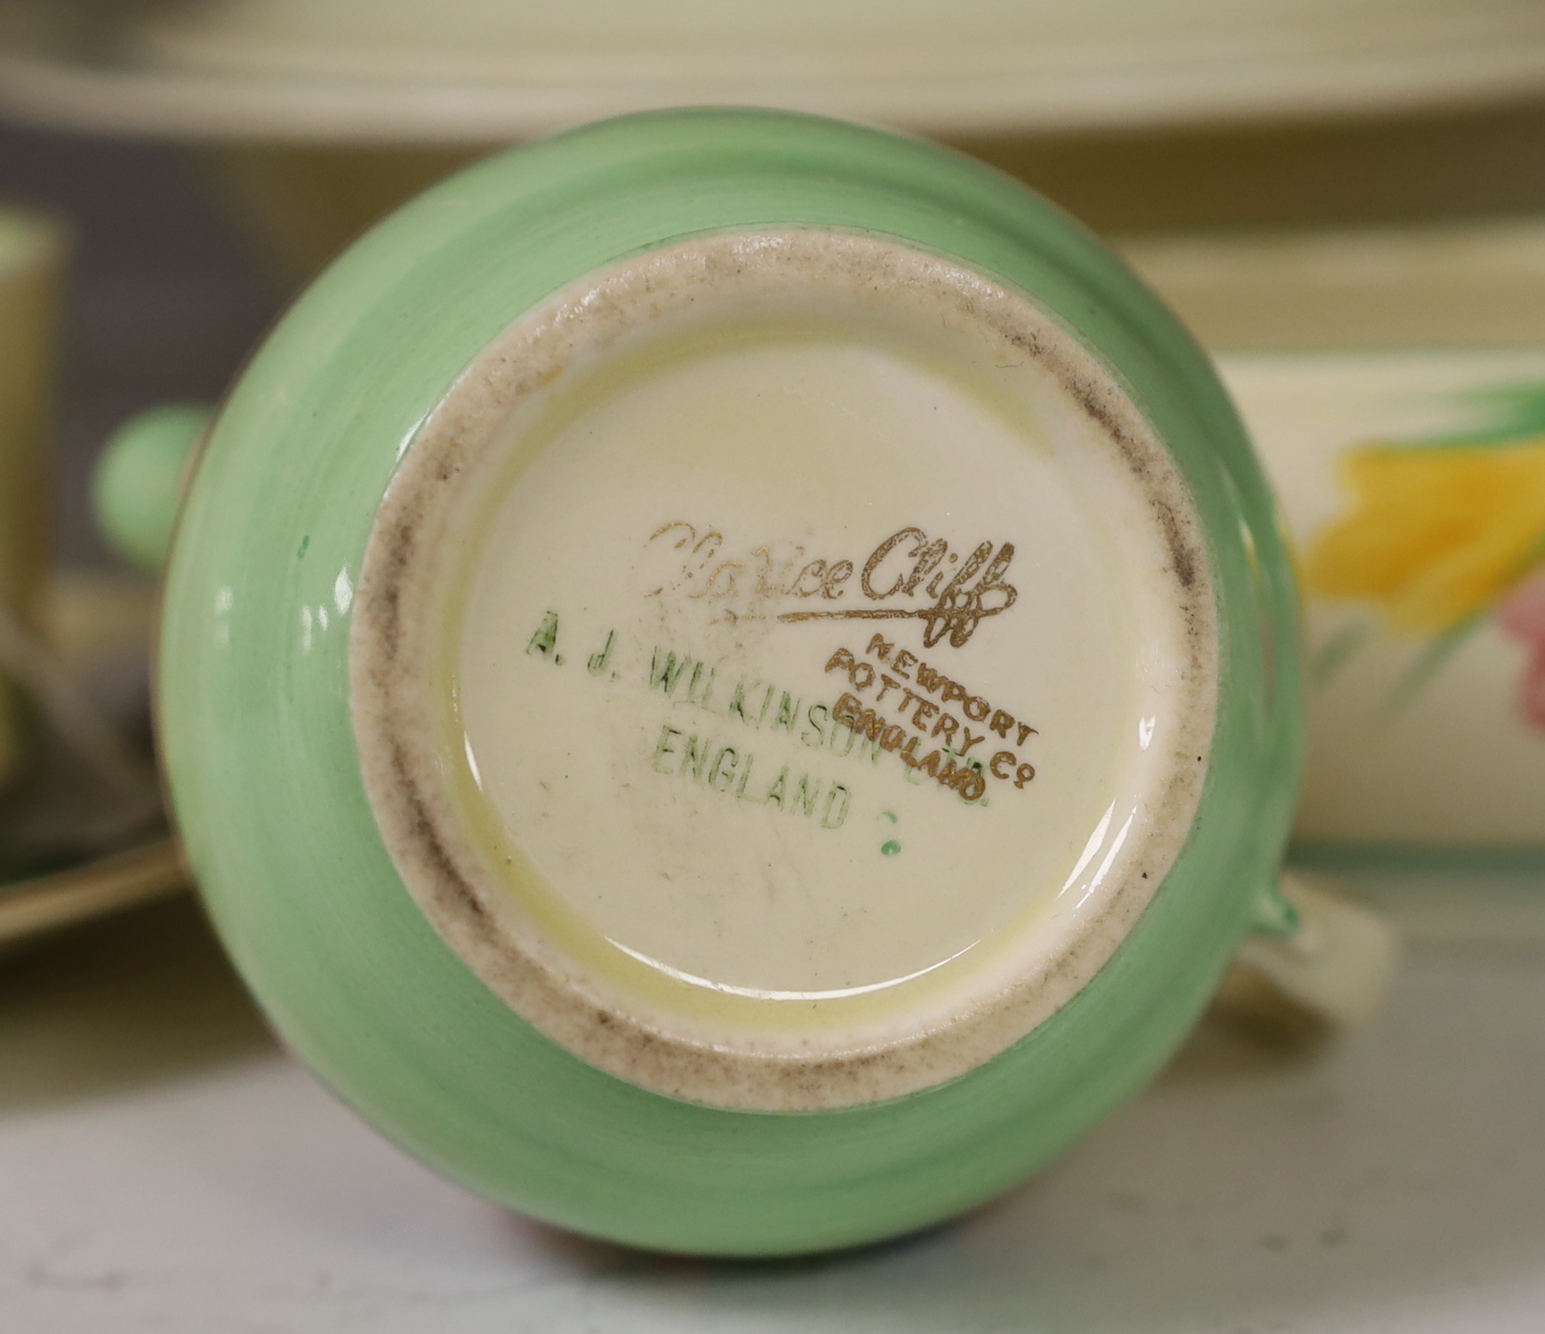 Clarice Cliff
NEWPORT
POTTERY Co
ENGLAND
A. J. WILKINSON LTD.
ENGLAND